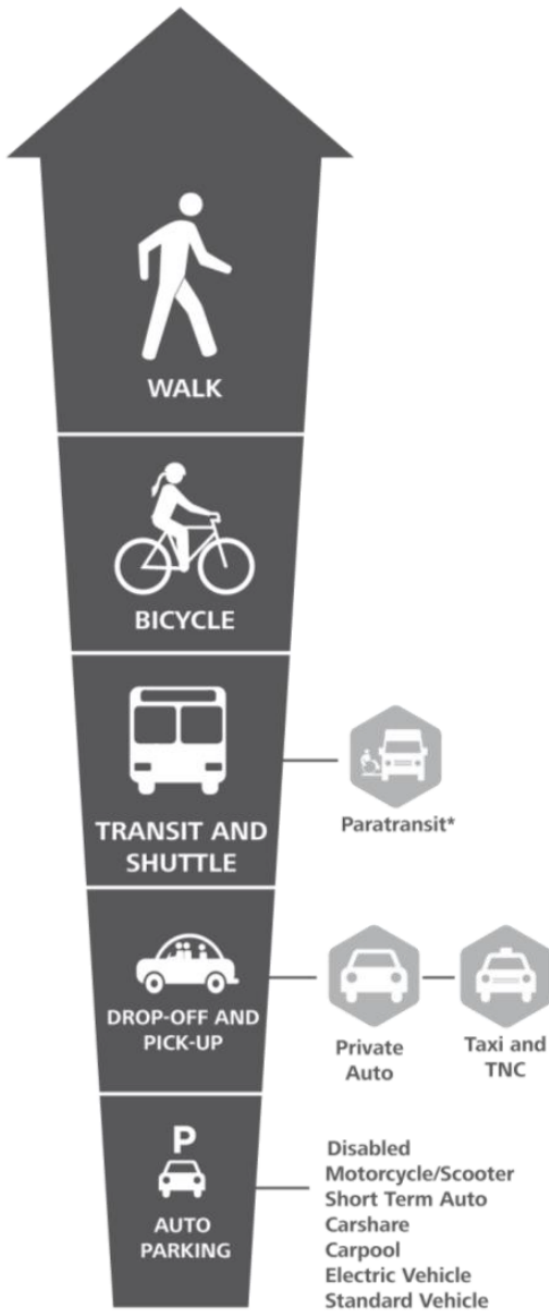 WALK
BICYCLE
TRANSIT AND
SHUTTLE
Paratransit*
DROP-OFF AND
PICK-UP
Private
Auto
Taxi and
TNC
P
AUTO
PARKING
Disabled
Motorcycle/Scooter
Short Term Auto
Carshare
Carpool
Electric Vehicle
Standard Vehicle